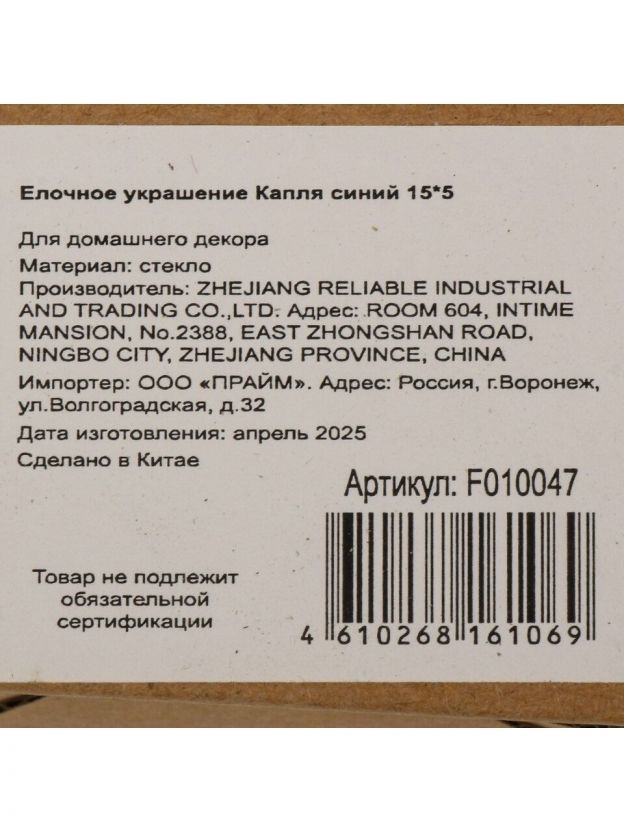 Елочное украшение Капля синий 15*5
Для домашнего декора
Материал: стекло
Производитель: ZHEJIANG RELIABLE INDUSTRIAL
AND TRADING CO.,LTD. Адрес: ROOM 604, INTIME
MANSION, No.2388, EAST ZHONGSHAN ROAD,
NINGBO CITY, ZHEJIANG PROVINCE, CHINA
Импортер: ООО «ПРАЙМ». Адрес: Россия, г.Воронеж,
ул.Волгоградская, д.32
Дата изготовления: апрель 2025
Сделано в Китае
Артикул: F010047
Товар не подлежит
обязательной
сертификации
4 610268 161069